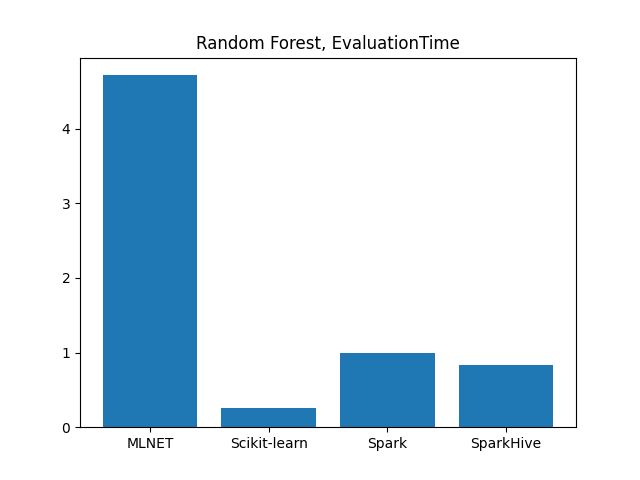 Random Forest, EvaluationTime
4
3
2
1
0
MLNET
Scikit-learn
Spark
SparkHive